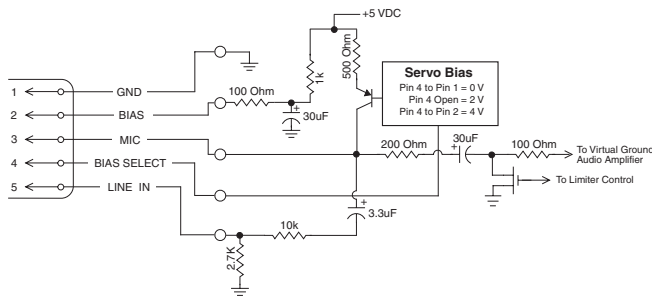 +5 VDC
1k
500 Ohm
Servo Bias
Pin 4 to Pin 1 = 0 V
Pin 4 Open = 2 V
Pin 4 to Pin 2 = 4 V
1
GND
2
BIAS
100 Ohm
+
30uF
3
MIC
200 Ohm
30uF
+
100 Ohm
To Virtual Ground
Audio Amplifier
4
BIAS SELECT
To Limiter Control
5
LINE IN
+
3.3uF
10k
2.7K